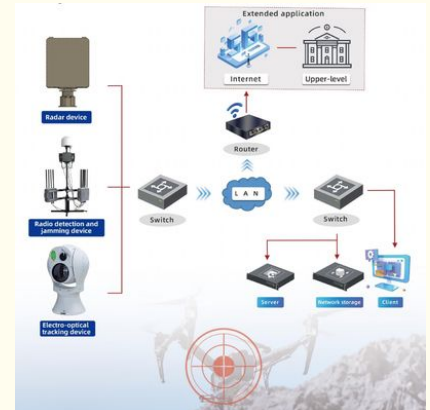 Extended application
Internet
Upper-level
Radar device
Router
Radio detection and
jamming device
Switch
LAN
Switch
Electro-optical
tracking device
Server
Network storage
Client